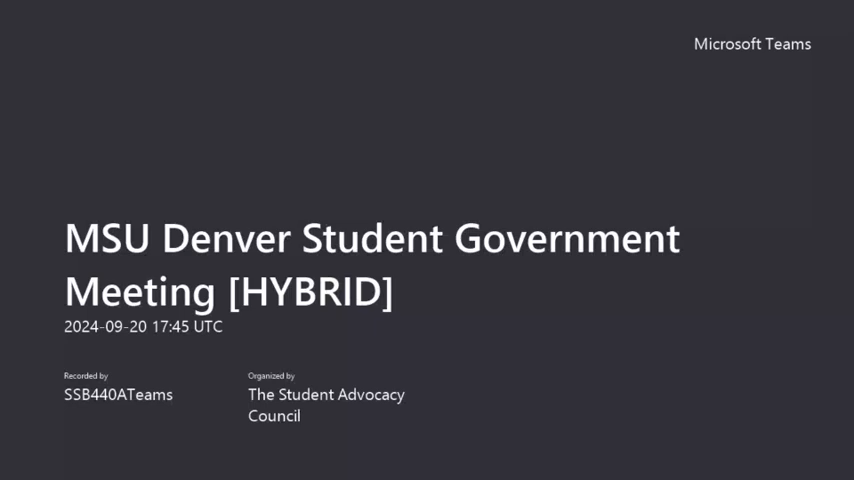 Microsoft Teams
MSU Denver Student Government
Meeting [HYBRID]
2024-09-20 17:45 UTC
Recorded by
SSB440ATeams
Organized by
The Student Advocacy
Council